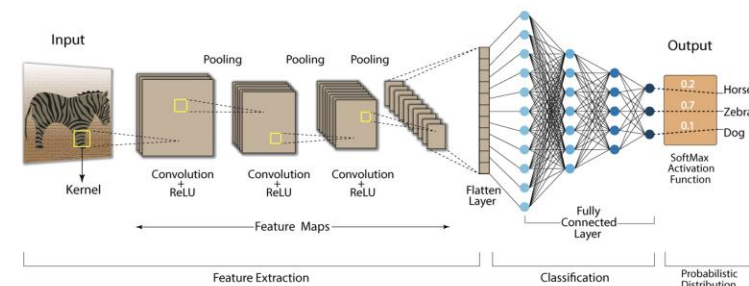 Input
Pooling
Pooling
Pooling
Output
0.2
Horse
0.7
Zebra
0.1
Dog
SoftMax
Activation
Function
Kernel
Convolution
+
ReLU
Convolution
+
ReLU
Convolution
+
ReLU
Flatten
Layer
Feature Maps
Fully
Connected
Layer
Feature Extraction
Classification
Probabilistic
Distribution